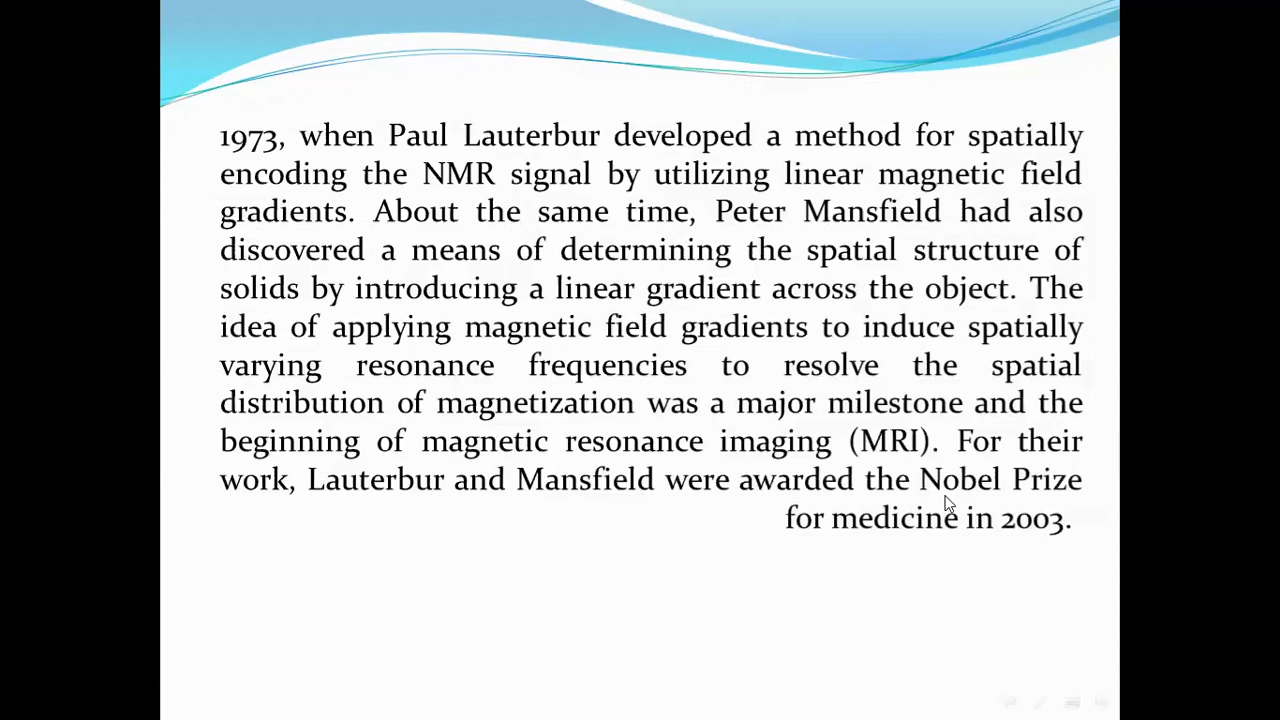 1973, when Paul Lauterbur developed a method for spatially
encoding the NMR signal by utilizing linear magnetic field
gradients. About the same time, Peter Mansfield had also
discovered a means of determining the spatial structure of
solids by introducing a linear gradient across the object. The
idea of applying magnetic field gradients to induce spatially
varying resonance frequencies to resolve the spatial
distribution of magnetization was a major milestone and the
beginning of magnetic resonance imaging (MRI). For their
work, Lauterbur and Mansfield were awarded the Nobel Prize
for medicine in 2003.